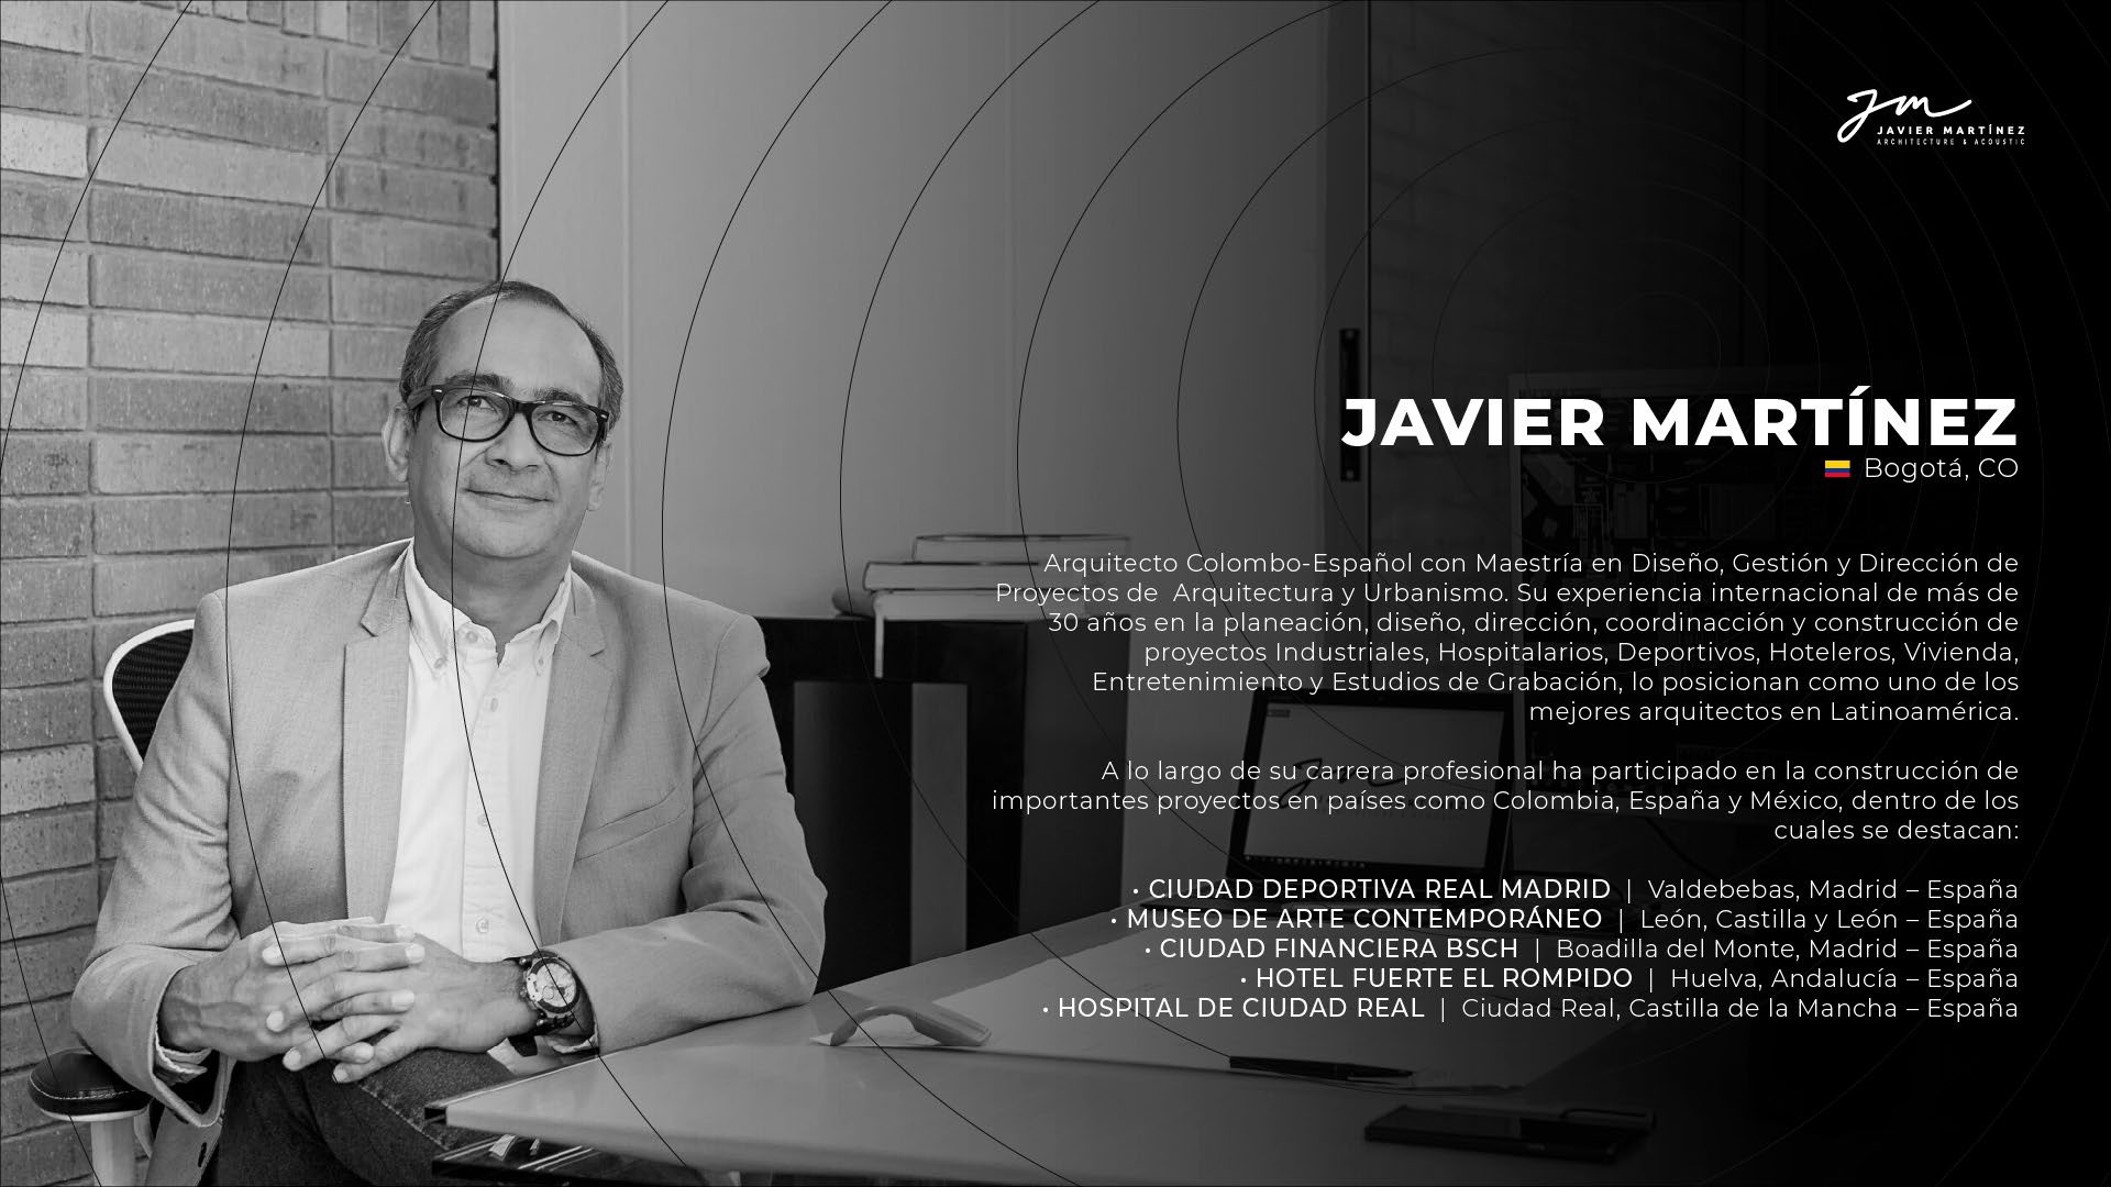 JAVIER MARTÍNEZ
ARCHITECTURE & ACOUSTIC
JAVIER MARTÍNEZ
Bogotá, CO
Arquitecto Colombo-Español con Maestría en Diseño, Gestión y Dirección de
Proyectos de Arquitectura y Urbanismo. Su experiencia internacional de más de
30 años en la planeación, diseño, dirección, coordinacción y construcción de
proyectos Industriales, Hospitalarios, Deportivos, Hoteleros, Vivienda,
Entretenimiento y Estudios de Grabación, lo posicionan como uno de los
mejores arquitectos en Latinoamérica.
A lo largo de su carrera profesional ha participado en la construcción de
importantes proyectos en países como Colombia, España y México, dentro de los
cuales se destacan:
• CIUDAD DEPORTIVA REAL MADRID | Valdebebas, Madrid – España
• MUSEO DE ARTE CONTEMPORÁNEO | León, Castilla y León – España
• CIUDAD FINANCIERA BSCH | Boadilla del Monte, Madrid – España
• HOTEL FUERTE EL ROMPIDO | Huelva, Andalucía – España
• HOSPITAL DE CIUDAD REAL | Ciudad Real, Castilla de la Mancha – España